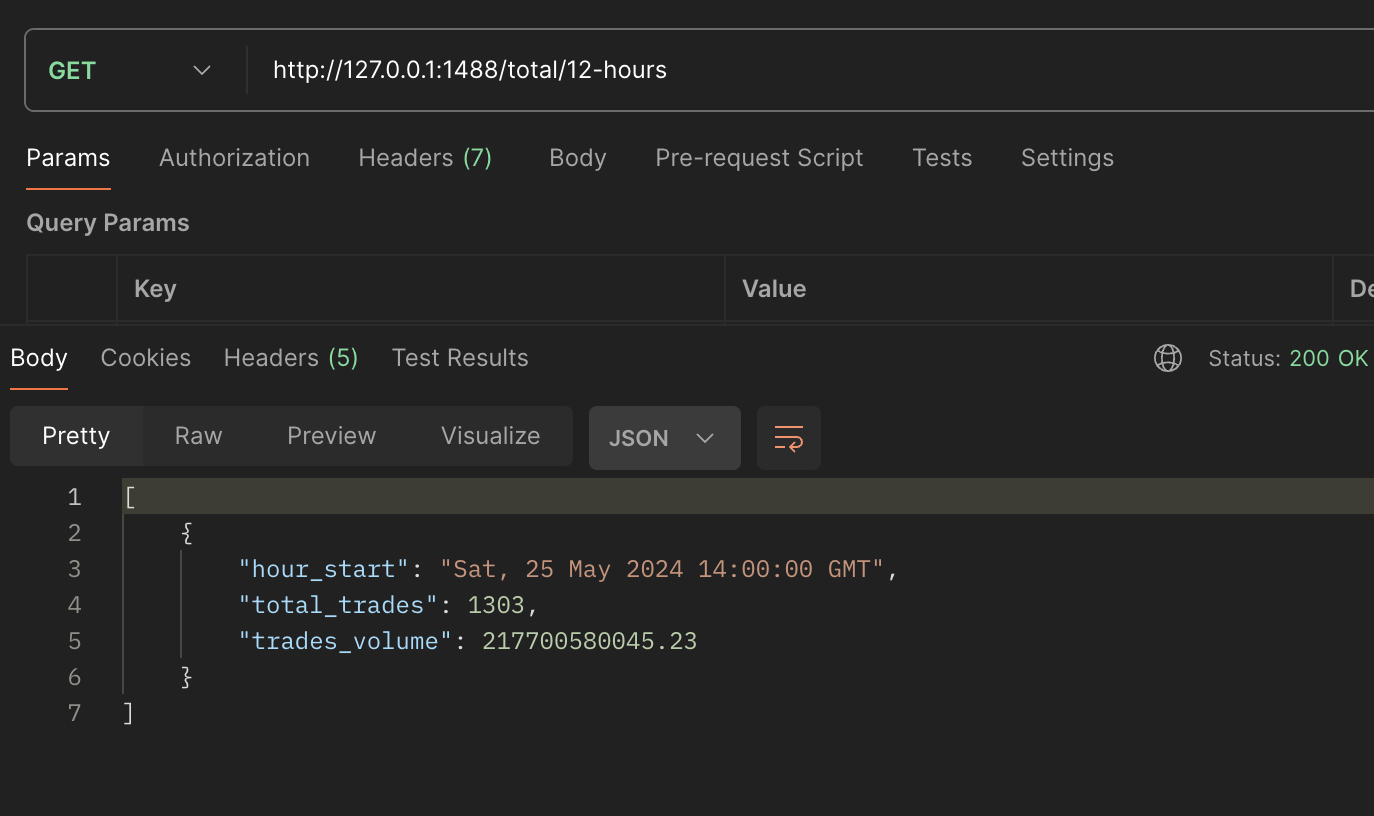 GET http://127.0.0.1:1488/total/12-hours
Params Authorization Headers (7) Body Pre-request Script Tests Settings
Query Params
Key Value De
Body Cookies Headers (5) Test Results Status: 200 OK
Pretty Raw Preview Visualize JSON
1 [
2 {
3 "hour_start": "Sat, 25 May 2024 14:00:00 GMT",
4 "total_trades": 1303,
5 "trades_volume": 217700580045.23
6 }
7 ]